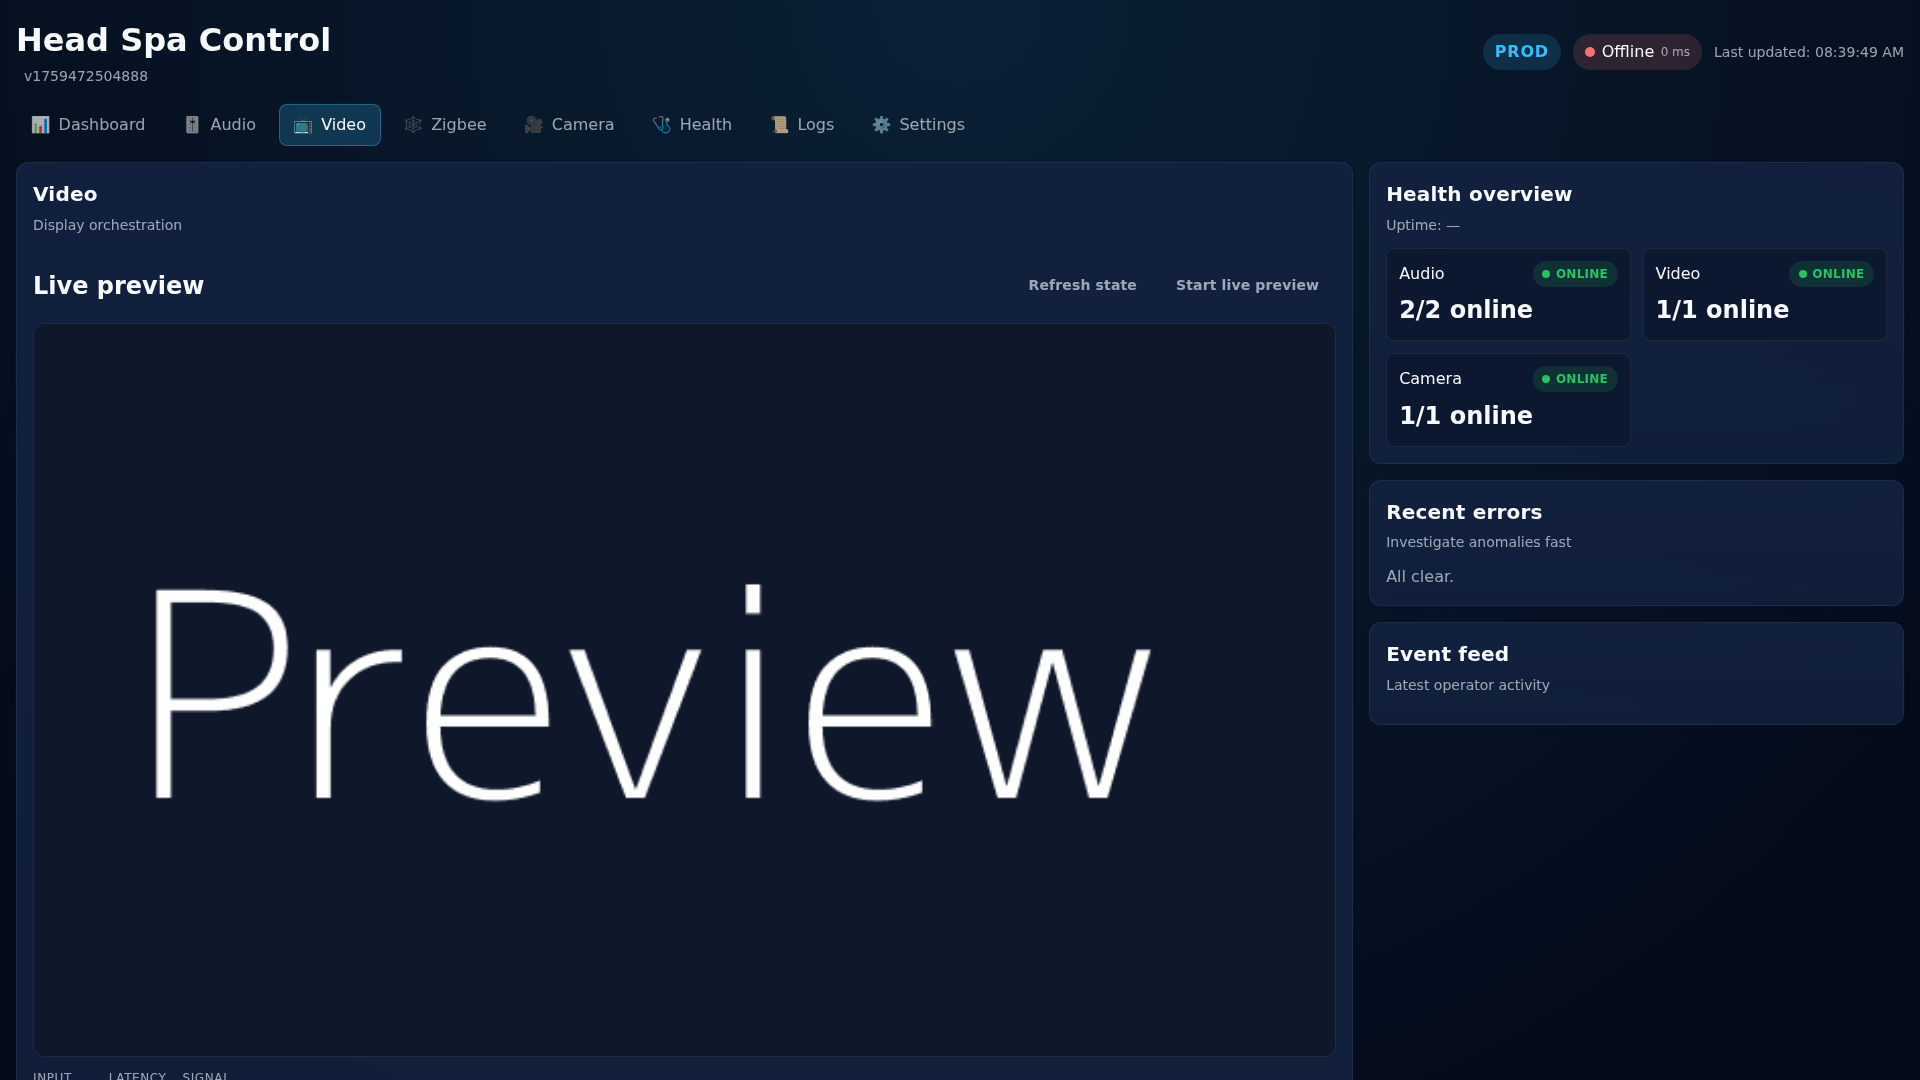 Head Spa Control
v1759472504888
PROD
Offline 0 ms
Last updated: 08:39:49 AM
Dashboard
Audio
Video
Zigbee
Camera
Health
Logs
Settings
Video
Display orchestration
Live preview
Refresh state
Start live preview
Preview
INPUT
LATENCY
SIGNAL
Health overview
Uptime: —
Audio
ONLINE
2/2 online
Video
ONLINE
1/1 online
Camera
ONLINE
1/1 online
Recent errors
Investigate anomalies fast
All clear.
Event feed
Latest operator activity